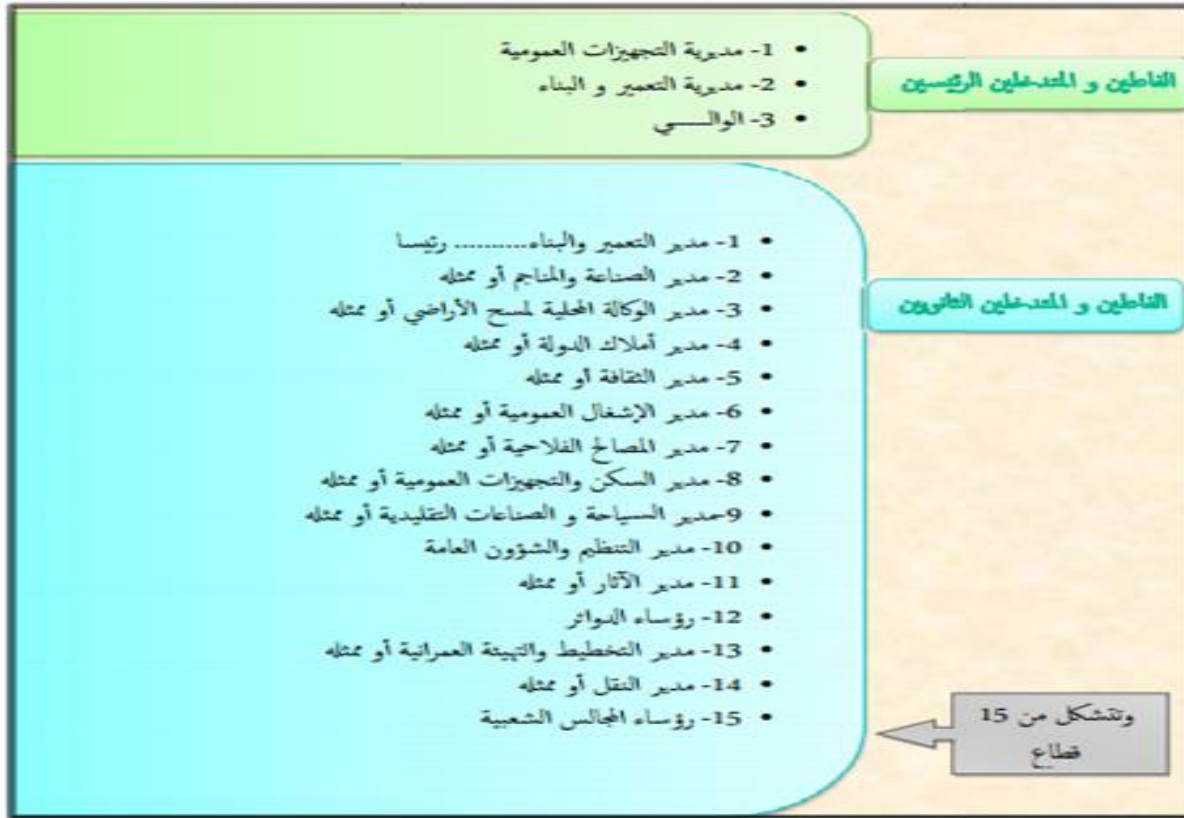 الفاعلين و المتدخلين الرئيسين
• 1- مديرية التجهيزات العمومية
• 2- مديرية التعمير و البناء
• 3- الوالـــــي
الفاعلين و المتدخلين الثانويين
• 1- مدير التعمير والبناء........... رئيسا
• 2- مدير الصناعة والمناجم أو ممثله
• 3- مدير الوكالة المحلية لمسح الأراضي أو ممثله
• 4- مدير أملاك الدولة أو ممثله
• 5- مدير الثقافة أو ممثله
• 6- مدير الإشغال العمومية أو ممثله
• 7- مدير المصالح الفلاحية أو ممثله
• 8- مدير السكن والتجهيزات العمومية أو ممثله
• 9-مدير السياحة و الصناعات التقليدية أو ممثله
• 10- مدير التنظيم والشؤون العامة
• 11- مدير الآثار أو ممثله
• 12- رؤساء الدوائر
• 13- مدير التخطيط والتهيئة العمرانية أو ممثله
• 14- مدير النقل أو ممثله
• 15- رؤساء المجالس الشعبية
وتتشكل من 15
قطاع